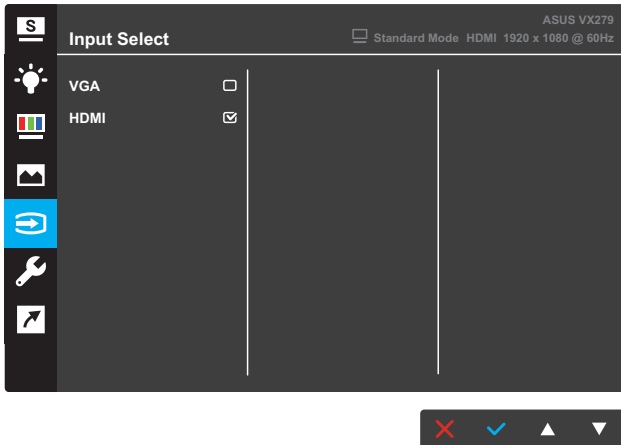 S
ASUS VX279
Input Select
Standard Mode HDMI 1920 x 1080 @ 60Hz
VGA
HDMI